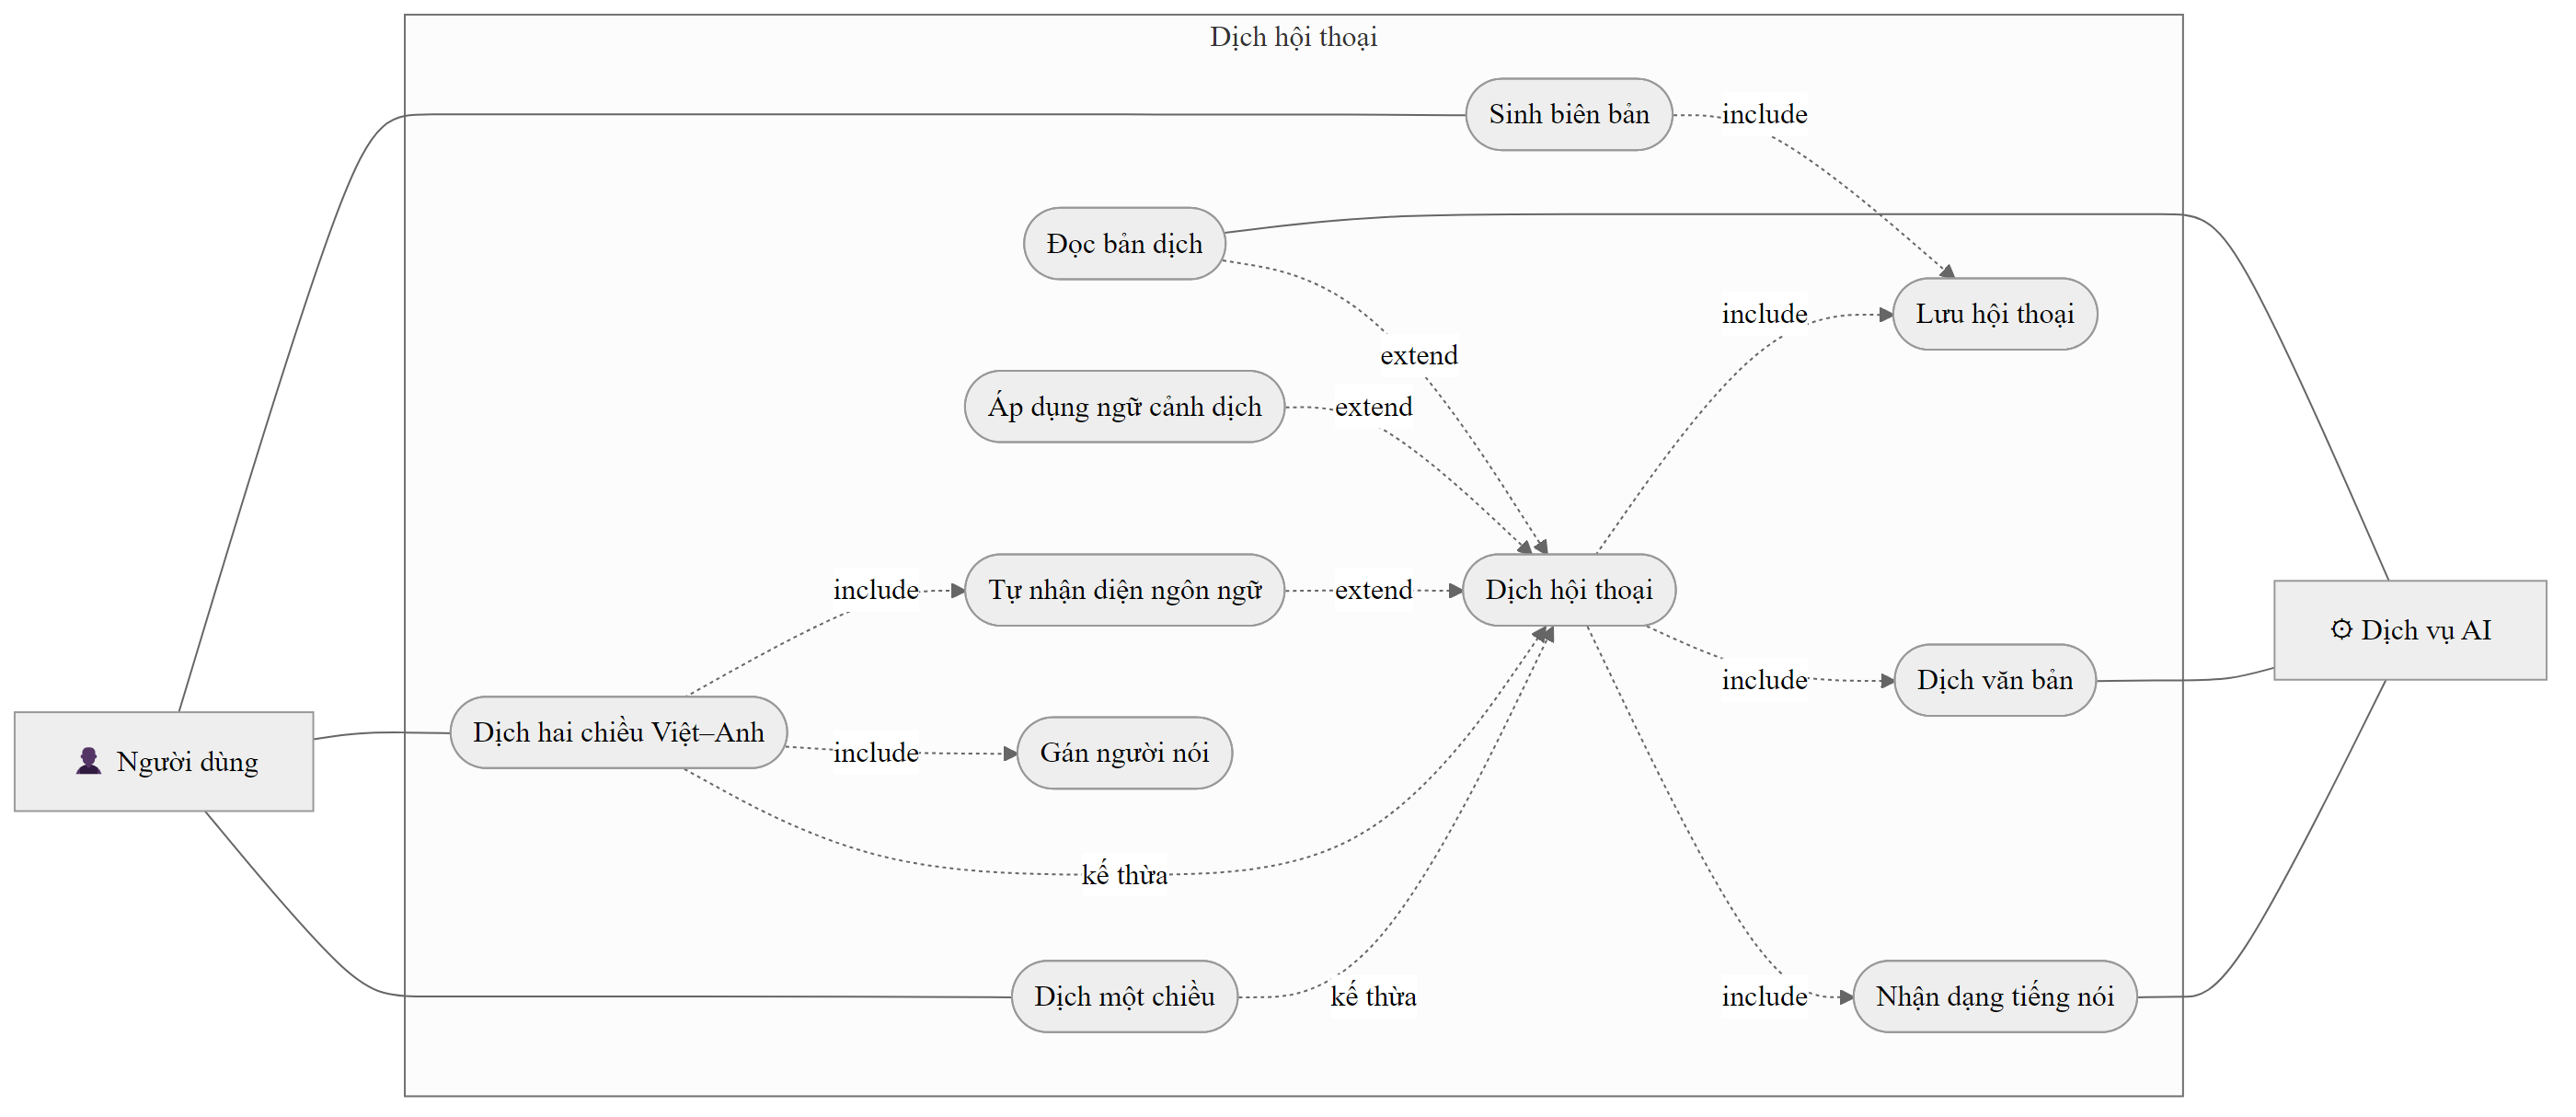 Dịch hội thoại
Sinh biên bản
include
Đọc bản dịch
include
Lưu hội thoại
extend
Áp dụng ngữ cảnh dịch
extend
include
Tự nhận diện ngôn ngữ
extend
Dịch hội thoại
⚙ Dịch vụ AI
include
Dịch văn bản
Dịch hai chiều Việt–Anh
include
Gán người nói
👤 Người dùng
kế thừa
Dịch một chiều
kế thừa
include
Nhận dạng tiếng nói